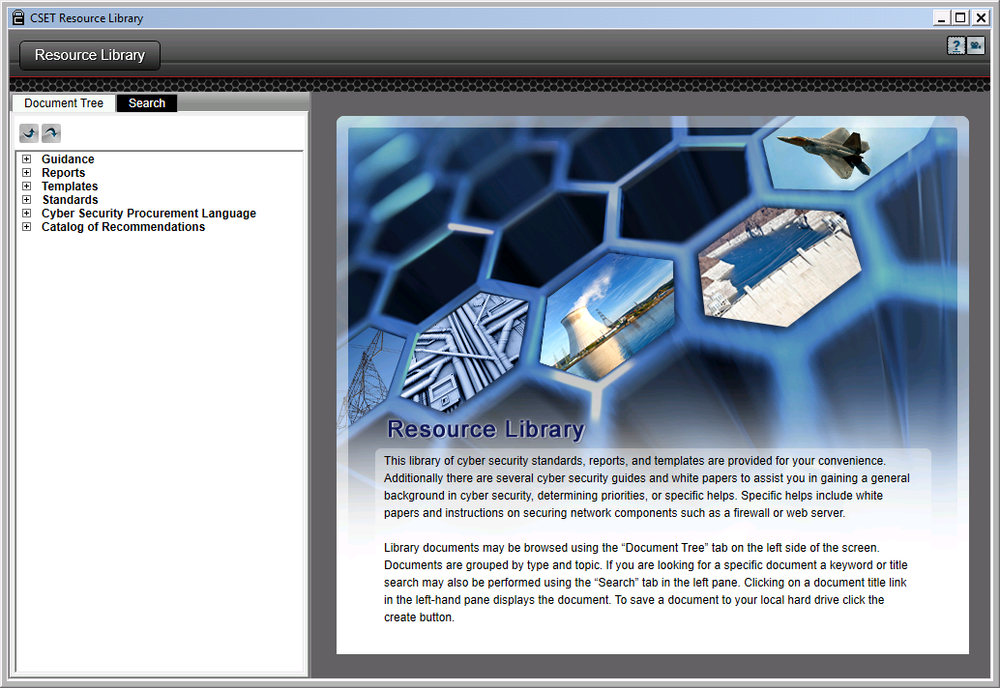 CSET Resource Library
Resource Library
?
Document Tree
Search
Guidance
Reports
Templates
Standards
Cyber Security Procurement Language
Catalog of Recommendations
Resource Library
This library of cyber security standards, reports, and templates are provided for your convenience.
Additionally there are several cyber security guides and white papers to assist you in gaining a general
background in cyber security, determining priorities, or specific helps. Specific helps include white
papers and instructions on securing network components such as a firewall or web server.
Library documents may be browsed using the “Document Tree” tab on the left side of the screen.
Documents are grouped by type and topic. If you are looking for a specific document a keyword or title
search may also be performed using the “Search” tab in the left pane. Clicking on a document title link
in the left-hand pane displays the document. To save a document to your local hard drive click the
create button.